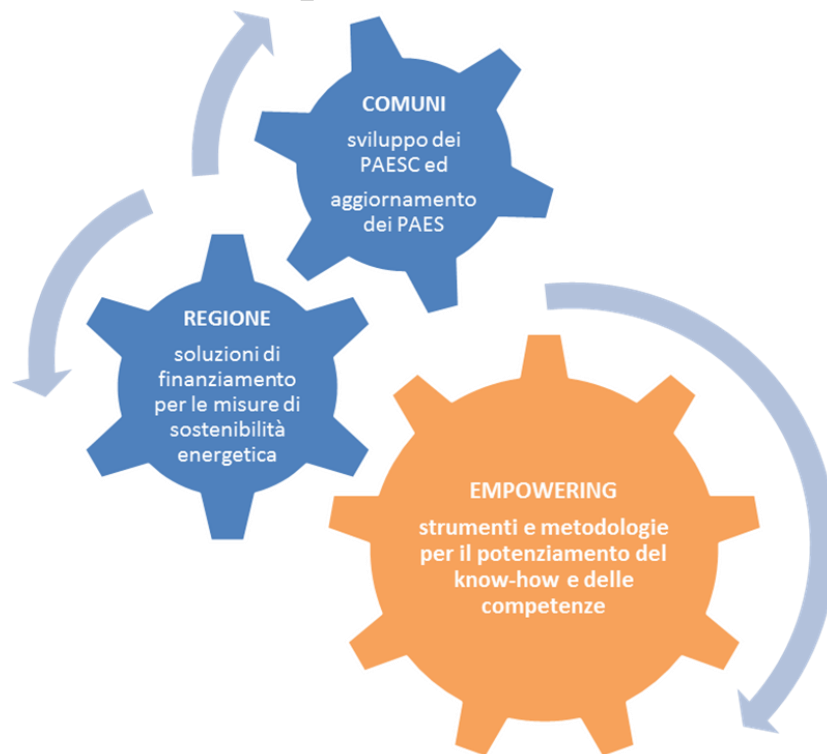 COMUNI
sviluppo dei
PAESC ed
aggiornamento
dei PAES
REGIONE
soluzioni di
finanziamento
per le misure di
sostenibilità
energetica
EMPOWERING
strumenti e metodologie
per il potenziamento del
know-how e delle
competenze